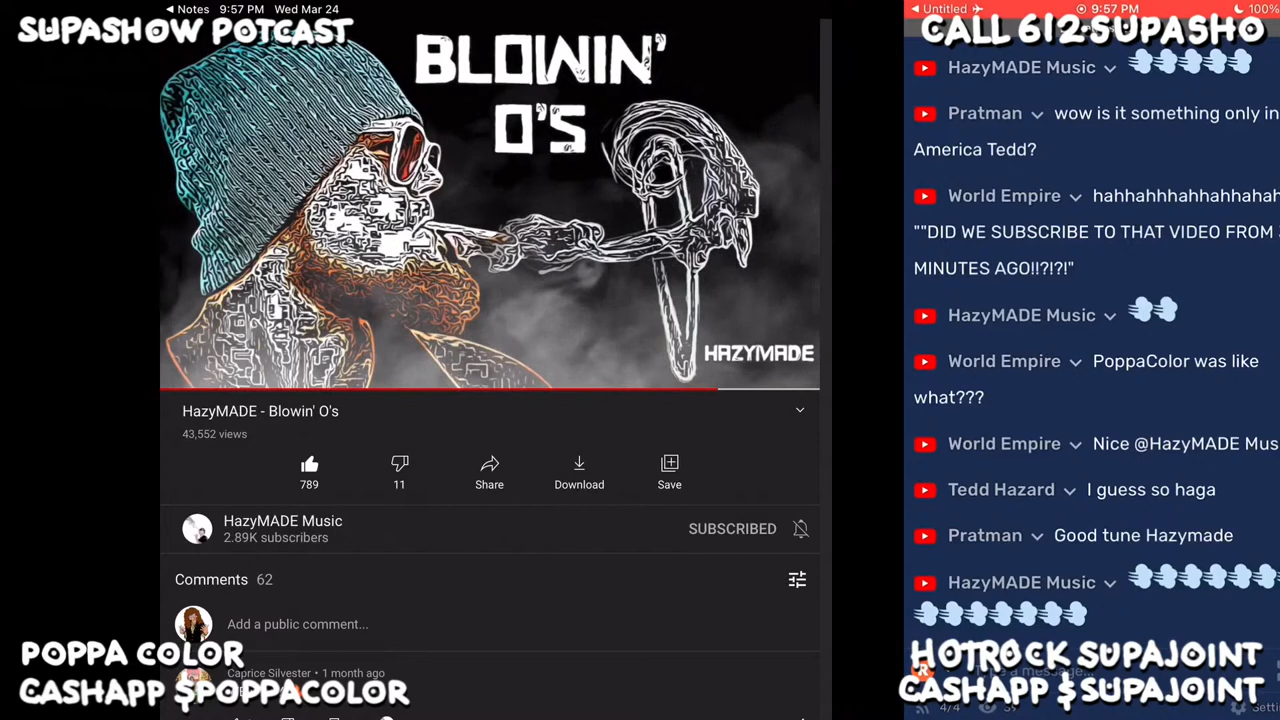 Notes 9:57 PM Wed Mar 24
SUPASHOW POTCAST
BLOWIN'
O'S
HAZYMADE
HazyMADE - Blowin' O's
43,552 views
789
11
Share
Download
Save
HazyMADE Music
2.89K subscribers
SUBSCRIBED
Comments 62
Add a public comment...
Caprice Silvester • 1 month ago
POPPA COLOR
CASHAPP $POPPACOLOR
Untitled 9:57 PM 100%
CALL 612.SUPASHO
HazyMADE Music
Pratman wow is it something only in
America Tedd?
World Empire hahhahhhahhahhahah
""DID WE SUBSCRIBE TO THAT VIDEO FROM
MINUTES AGO!!?!?!"
HazyMADE Music
World Empire PoppaColor was like
what???
World Empire Nice @HazyMADE Mus
Tedd Hazard I guess so haga
Pratman Good tune Hazymade
HazyMADE Music
HOTROCK SUPAJOINT
a message...
CASHAPP $SUPAJOINT
4/4